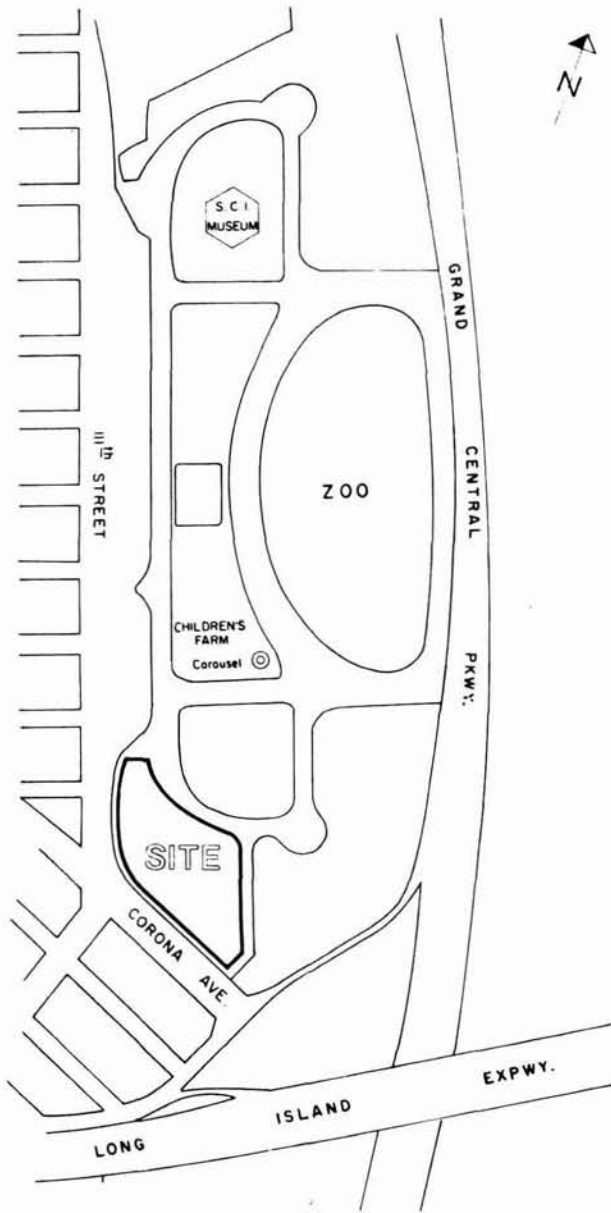 N
S.C.I.
MUSEUM
GRAND CENTRAL PKWY.
111th STREET
ZOO
CHILDREN'S
FARM
Carousel
SITE
CORONA AVE.
LONG ISLAND EXPWY.